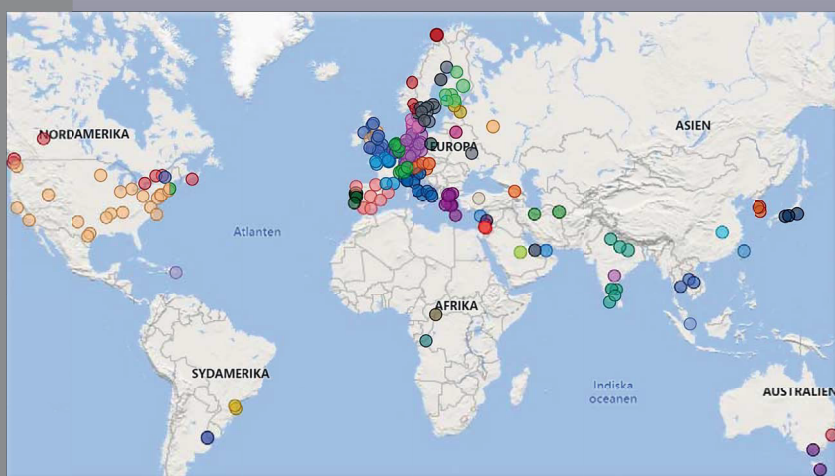 NORDAMERIKA
ASIEN
EUROPA
Atlanten
AFRIKA
SYDAMERIKA
Indiska
oceanen
AUSTRALIEN